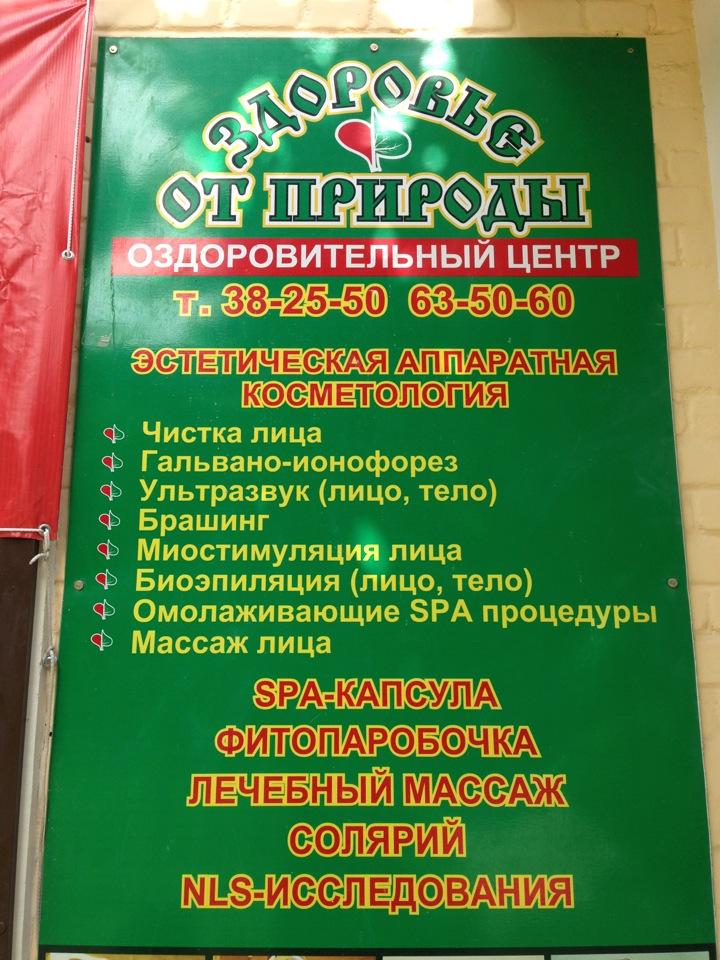 ЗДОРОВЬЕ
ОТ ПРИРОДЫ
ОЗДОРОВИТЕЛЬНЫЙ ЦЕНТР
т. 38-25-50 63-50-60
ЭСТЕТИЧЕСКАЯ АППАРАТНАЯ
КОСМЕТОЛОГИЯ
Чистка лица
Гальвано-ионофорез
Ультразвук (лицо, тело)
Брашинг
Миостимуляция лица
Биоэпиляция (лицо, тело)
Омолаживающие SPA процедуры
Массаж лица
SPA-КАПСУЛА
ФИТОПАРОБОЧКА
ЛЕЧЕБНЫЙ МАССАЖ
СОЛЯРИЙ
NLS-ИССЛЕДОВАНИЯ